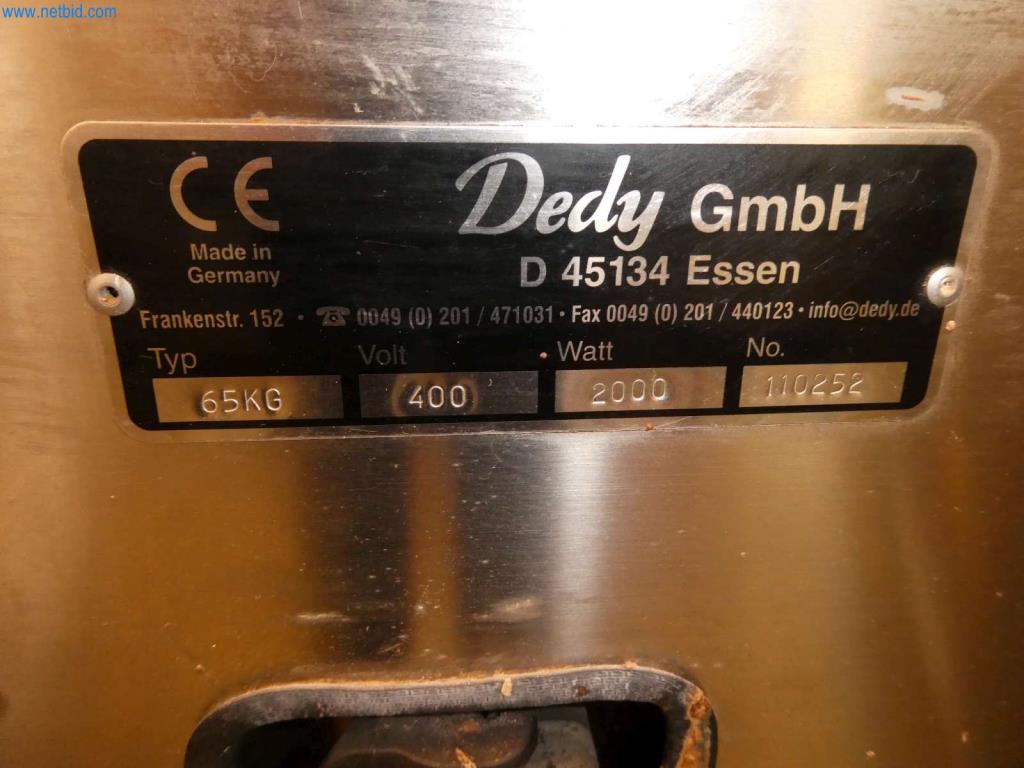 www.netbid.com
CE
Made in
Germany
Dedy GmbH
D 45134 Essen
Frankenstr. 152 · ☎ 0049 (0) 201 / 471031 · Fax 0049 (0) 201 / 440123 · info@dedy.de
Typ Volt Watt No.
65KG 400 2000 110252